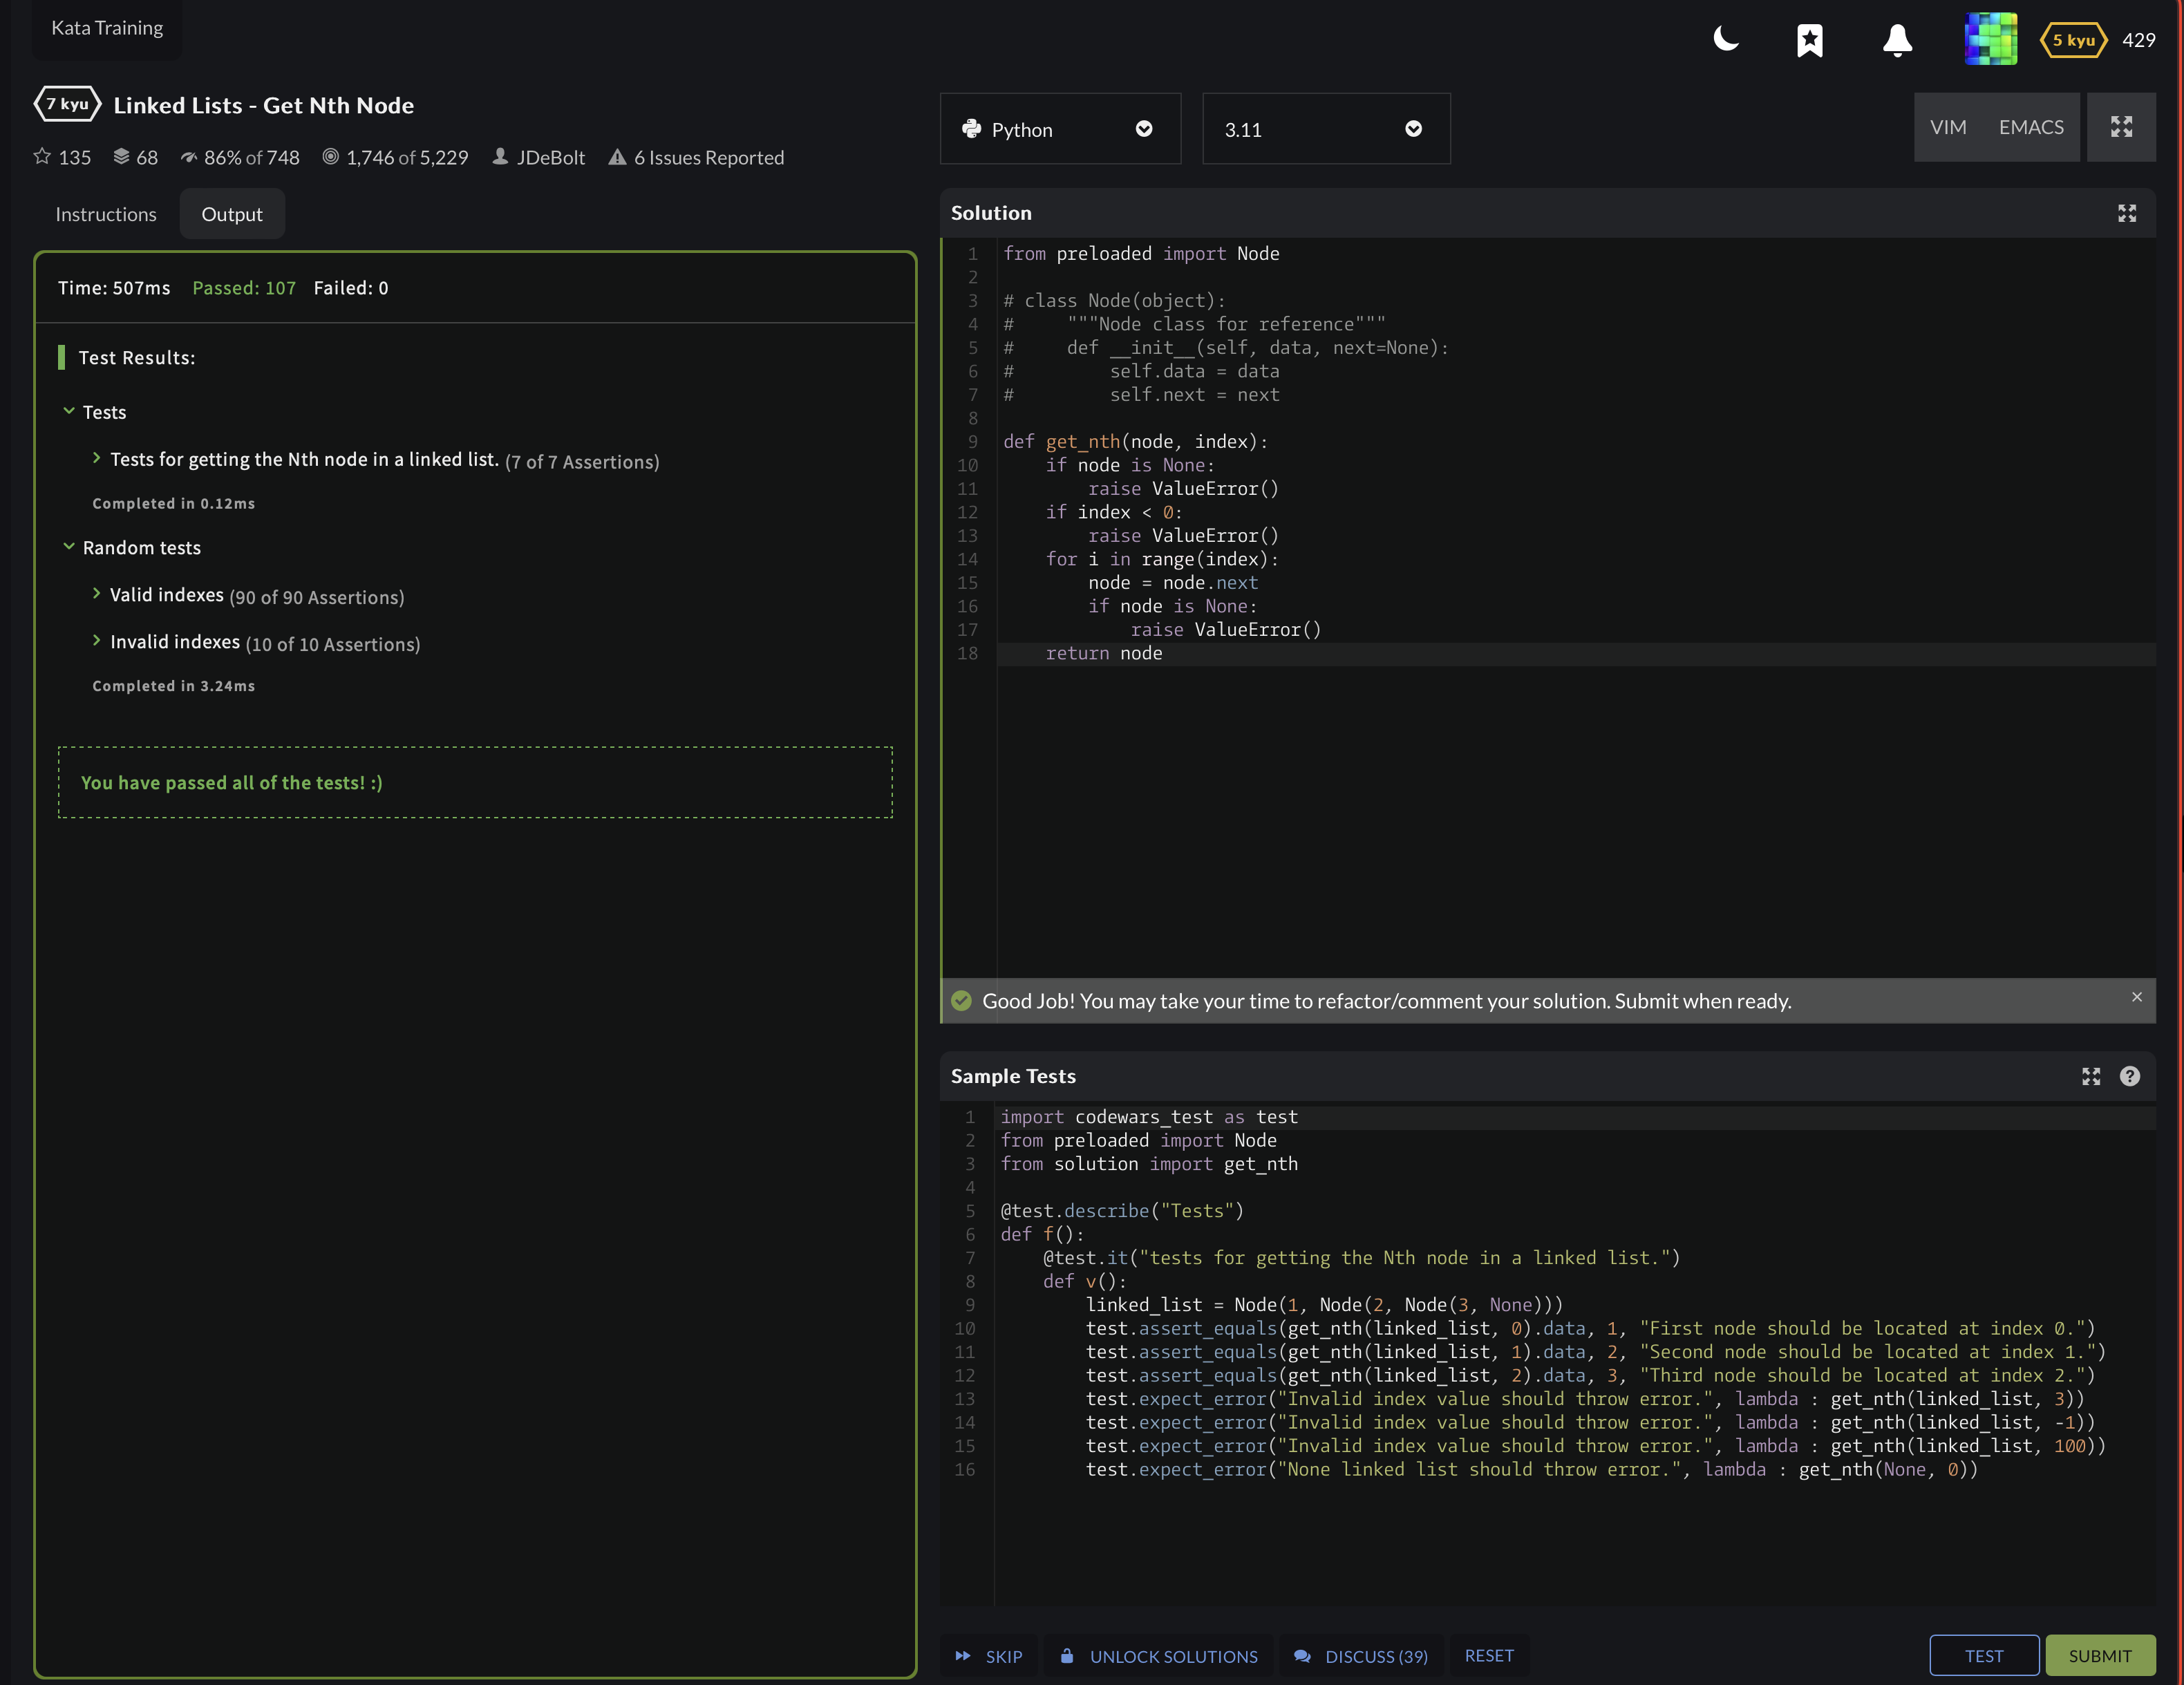 Kata Training
5 kyu 429
7 kyu Linked Lists - Get Nth Node
135 68 86% of 748 1,746 of 5,229 JDeBolt 6 Issues Reported
Instructions Output
Time: 507ms Passed: 107 Failed: 0
Test Results:
Tests
Tests for getting the Nth node in a linked list. (7 of 7 Assertions)
Completed in 0.12ms
Random tests
Valid indexes (90 of 90 Assertions)
Invalid indexes (10 of 10 Assertions)
Completed in 3.24ms
You have passed all of the tests! :)
Python 3.11 VIM EMACS
Solution
1 from preloaded import Node
2
3 # class Node(object):
4 #     """Node class for reference"""
5 #     def __init__(self, data, next=None):
6 #         self.data = data
7 #         self.next = next
8
9 def get_nth(node, index):
10     if node is None:
11         raise ValueError()
12     if index < 0:
13         raise ValueError()
14     for i in range(index):
15         node = node.next
16         if node is None:
17             raise ValueError()
18     return node
Good Job! You may take your time to refactor/comment your solution. Submit when ready.
Sample Tests
1 import codewars_test as test
2 from preloaded import Node
3 from solution import get_nth
4
5 @test.describe("Tests")
6 def f():
7     @test.it("tests for getting the Nth node in a linked list.")
8     def v():
9         linked_list = Node(1, Node(2, Node(3, None)))
10         test.assert_equals(get_nth(linked_list, 0).data, 1, "First node should be located at index 0.")
11         test.assert_equals(get_nth(linked_list, 1).data, 2, "Second node should be located at index 1.")
12         test.assert_equals(get_nth(linked_list, 2).data, 3, "Third node should be located at index 2.")
13         test.expect_error("Invalid index value should throw error.", lambda : get_nth(linked_list, 3))
14         test.expect_error("Invalid index value should throw error.", lambda : get_nth(linked_list, -1))
15         test.expect_error("Invalid index value should throw error.", lambda : get_nth(linked_list, 100))
16         test.expect_error("None linked list should throw error.", lambda : get_nth(None, 0))
SKIP UNLOCK SOLUTIONS DISCUSS (39) RESET TEST SUBMIT